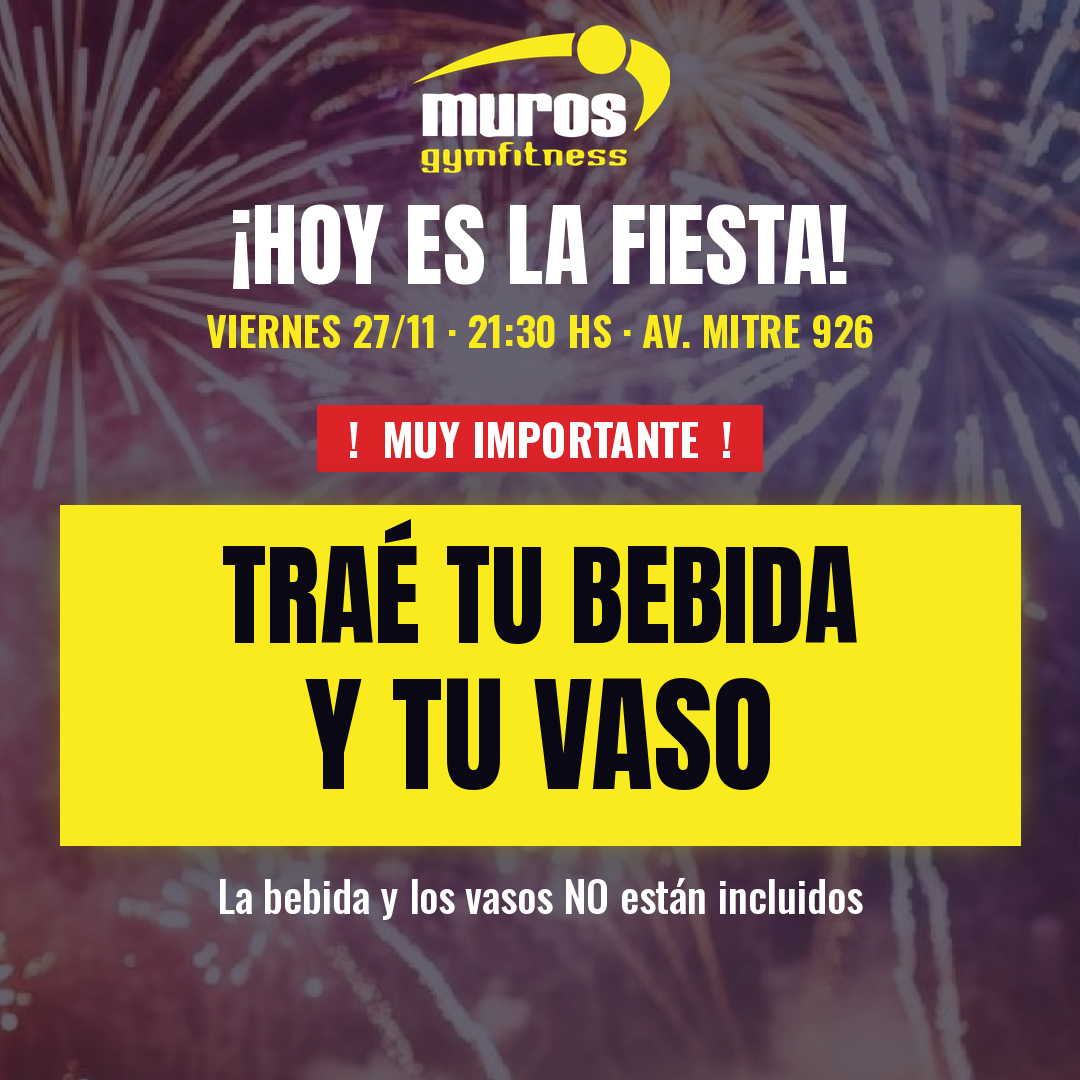 muros
gymfitness
¡HOY ES LA FIESTA!
VIERNES 27/11 · 21:30 HS · AV. MITRE 926
! MUY IMPORTANTE !
TRAÉ TU BEBIDA
Y TU VASO
La bebida y los vasos NO están incluidos